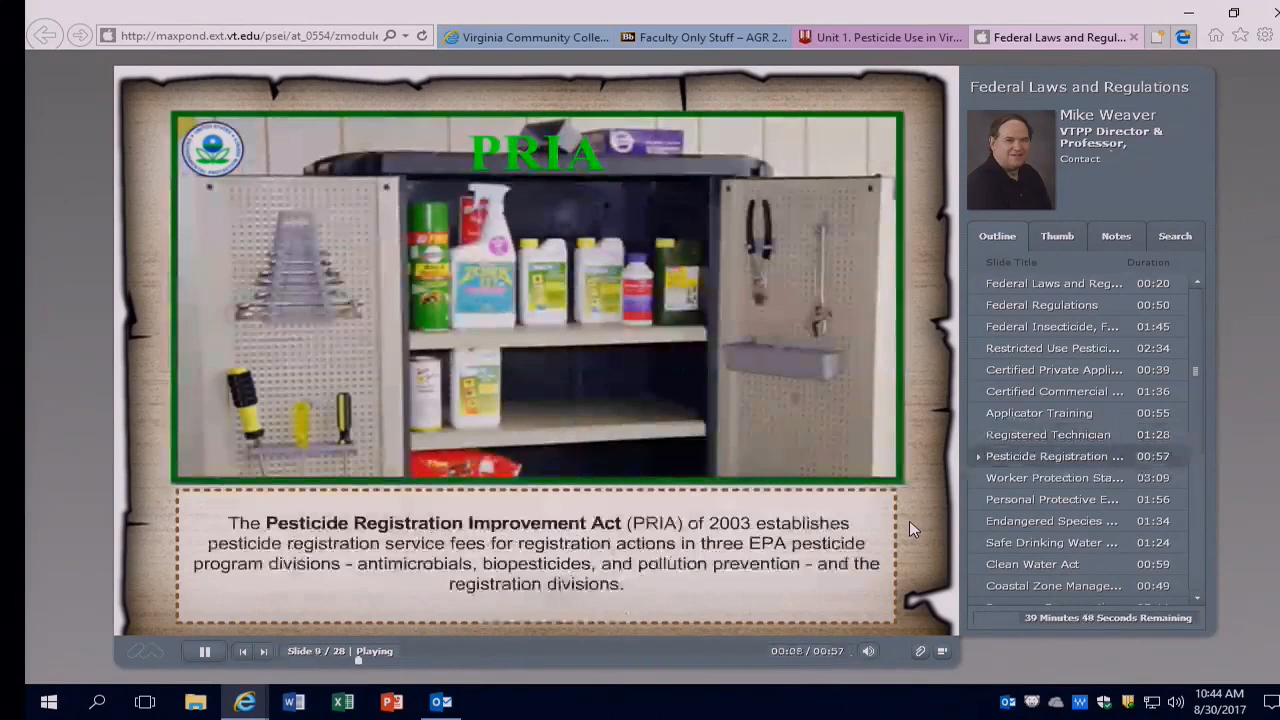 http://maxpond.ext.vt.edu/psei/at_0554/zmodule
Virginia Community Colle...
Faculty Only Stuff – AGR 2...
Unit 1. Pesticide Use in Vir...
Federal Laws and Regul...
PRIA
The Pesticide Registration Improvement Act (PRIA) of 2003 establishes
pesticide registration service fees for registration actions in three EPA pesticide
program divisions - antimicrobials, biopesticides, and pollution prevention - and the
registration divisions.
Federal Laws and Regulations
Mike Weaver
VTPP Director &
Professor,
Contact
Outline Thumb Notes Search
Slide Title Duration
Federal Laws and Reg... 00:20
Federal Regulations 00:50
Federal Insecticide, F... 01:45
Restricted Use Pestici... 02:34
Certified Private Appli... 00:39
Certified Commercial ... 01:36
Applicator Training 00:55
Registered Technician 01:28
Pesticide Registration ... 00:57
Worker Protection Sta... 03:09
Personal Protective E... 01:56
Endangered Species ... 01:34
Safe Drinking Water ... 01:24
Clean Water Act 00:59
Coastal Zone Manage... 00:49
39 Minutes 48 Seconds Remaining
Slide 9 / 28 | Playing
00:08 / 00:57
10:44 AM
8/30/2017